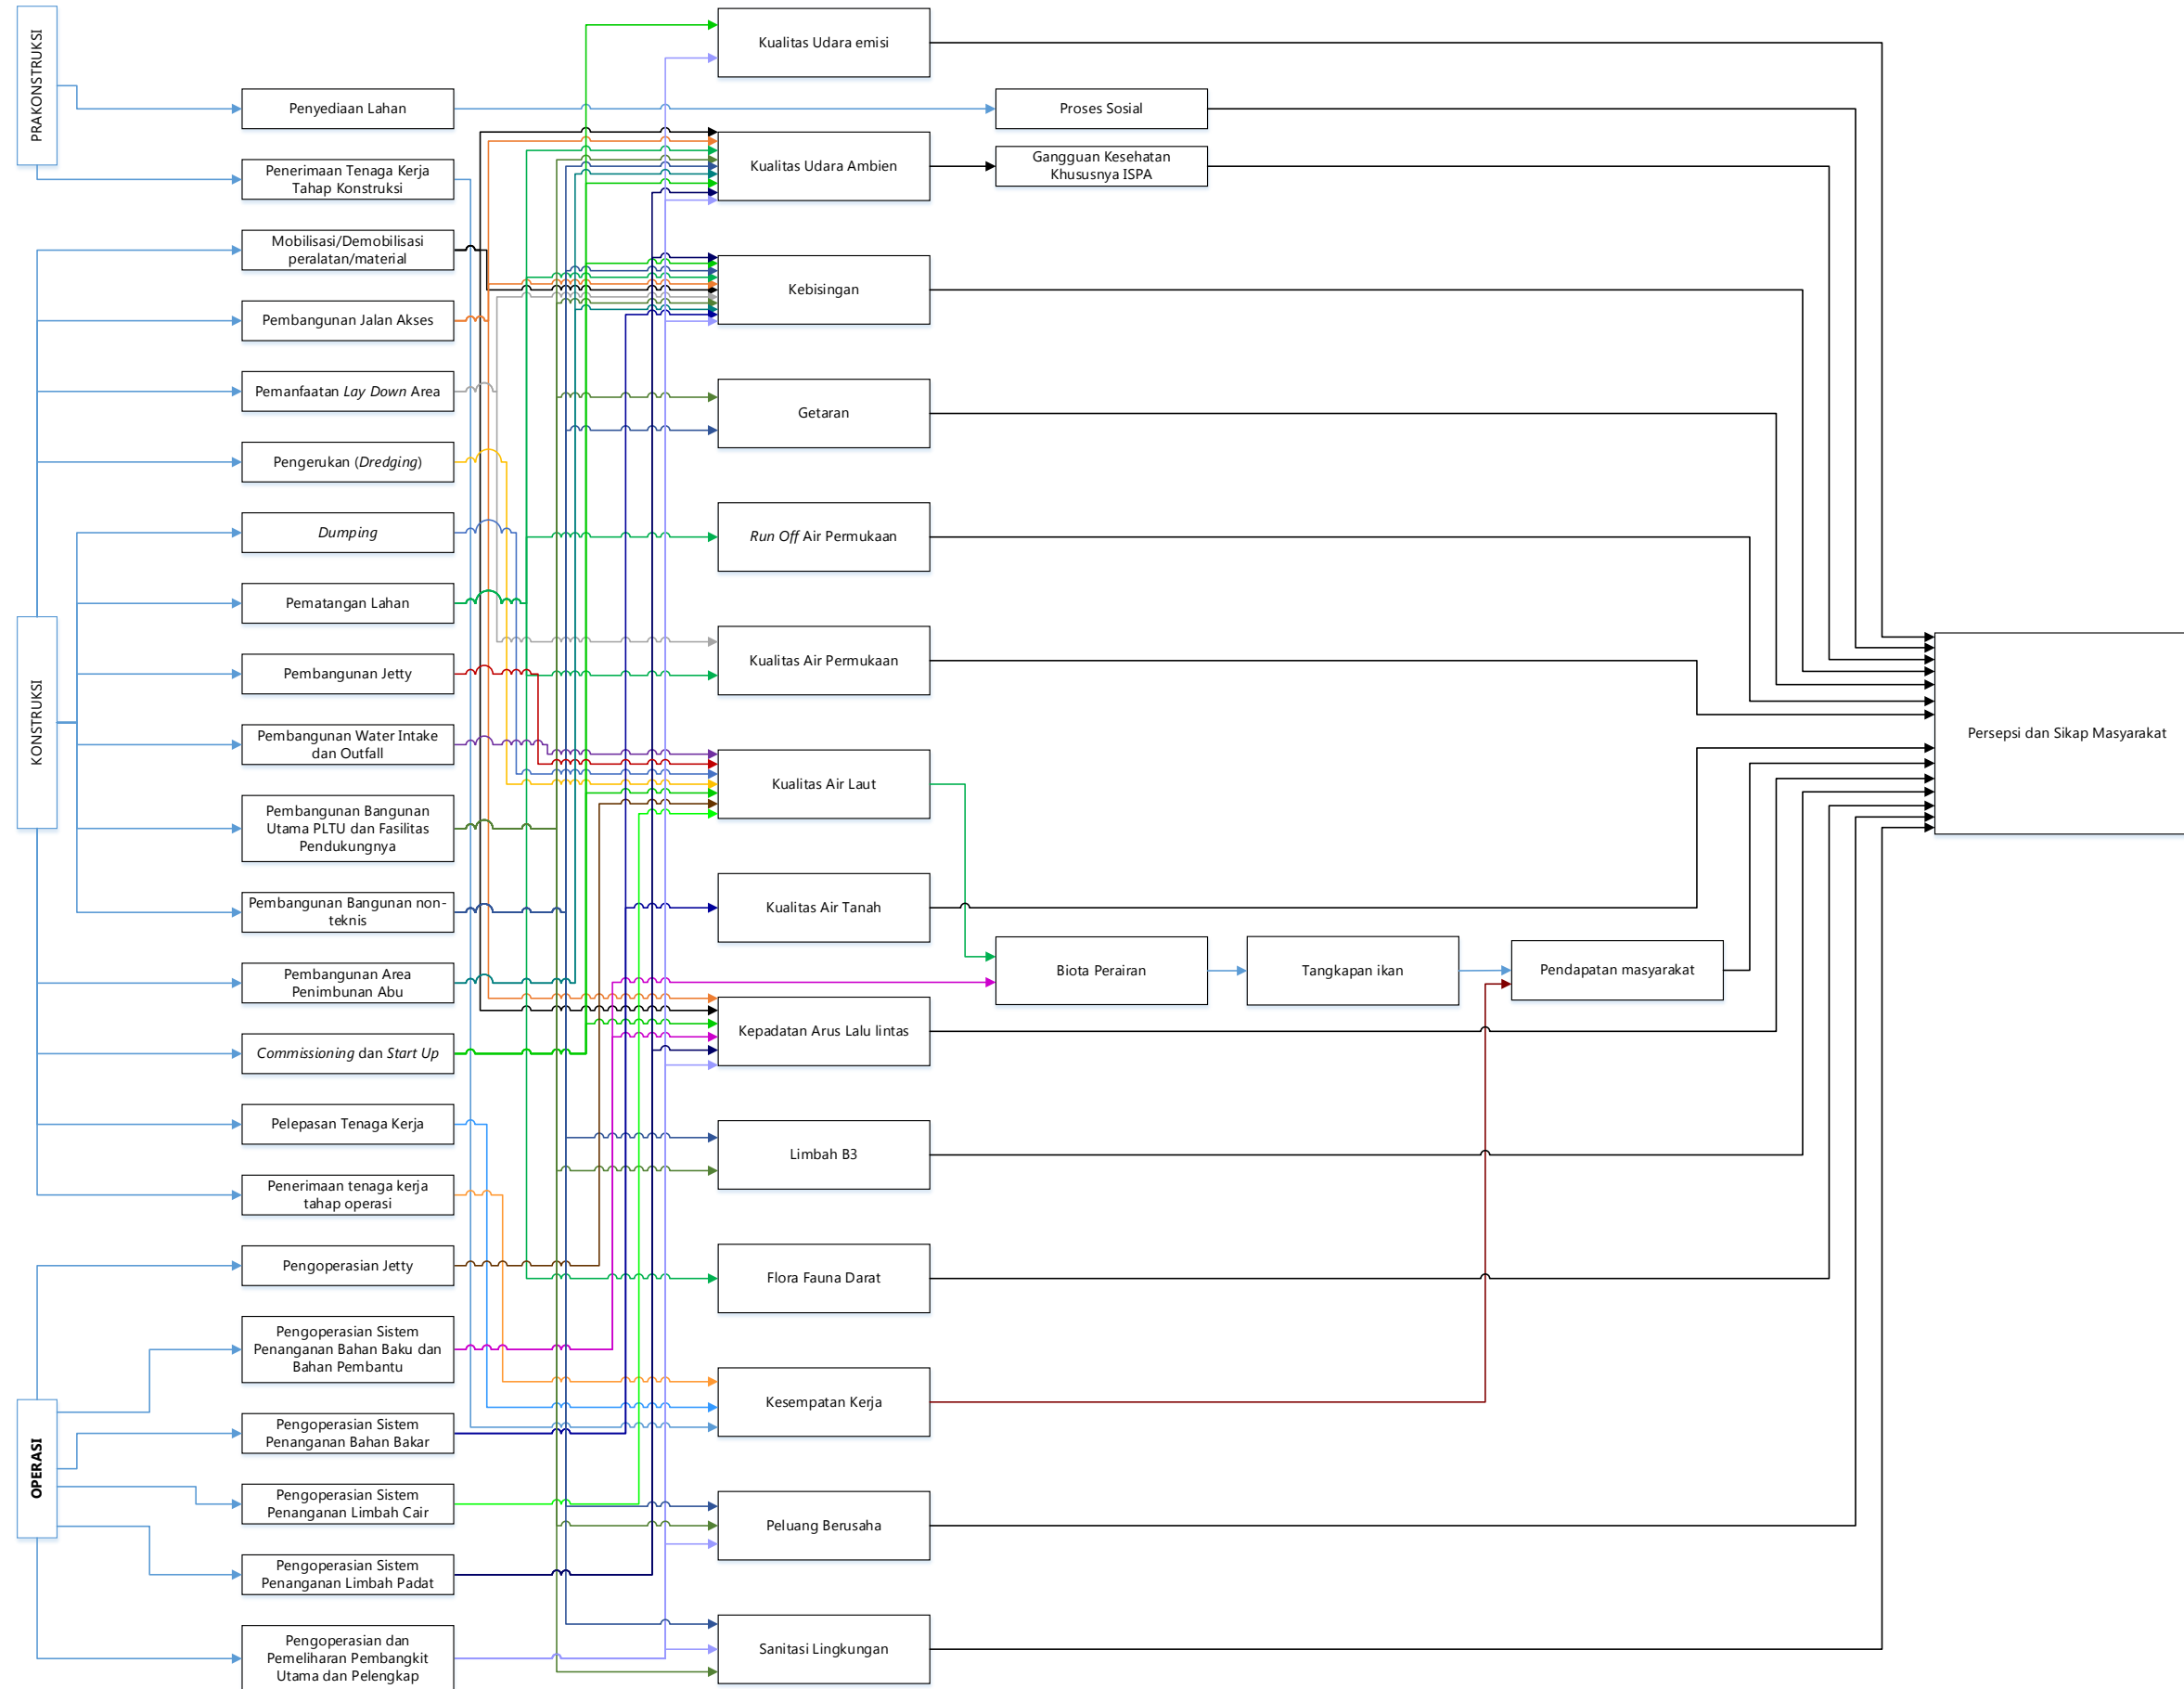 PRAKONSTRUKSI
KONSTRUKSI
OPERASI
Penyediaan Lahan
Penerimaan Tenaga Kerja
Tahap Konstruksi
Mobilisasi/Demobilisasi
peralatan/material
Pembangunan Jalan Akses
Pemanfaatan Lay Down Area
Pengerukan (Dredging)
Dumping
Pematangan Lahan
Pembangunan Jetty
Pembangunan Water Intake
dan Outfall
Pembangunan Bangunan
Utama PLTU dan Fasilitas
Pendukungnya
Pembangunan Bangunan non-
teknis
Pembangunan Area
Penimbunan Abu
Commissioning dan Start Up
Pelepasan Tenaga Kerja
Penerimaan tenaga kerja
tahap operasi
Pengoperasian Jetty
Pengoperasian Sistem
Penanganan Bahan Baku dan
Bahan Pembantu
Pengoperasian Sistem
Penanganan Bahan Bakar
Pengoperasian Sistem
Penanganan Limbah Cair
Pengoperasian Sistem
Penanganan Limbah Padat
Pengoperasian dan
Pemeliharan Pembangkit
Utama dan Pelengkap
Kualitas Udara emisi
Kualitas Udara Ambien
Kebisingan
Getaran
Run Off Air Permukaan
Kualitas Air Permukaan
Kualitas Air Laut
Kualitas Air Tanah
Kepadatan Arus Lalu lintas
Limbah B3
Flora Fauna Darat
Kesempatan Kerja
Peluang Berusaha
Sanitasi Lingkungan
Proses Sosial
Gangguan Kesehatan
Khususnya ISPA
Biota Perairan
Tangkapan ikan
Pendapatan masyarakat
Persepsi dan Sikap Masyarakat